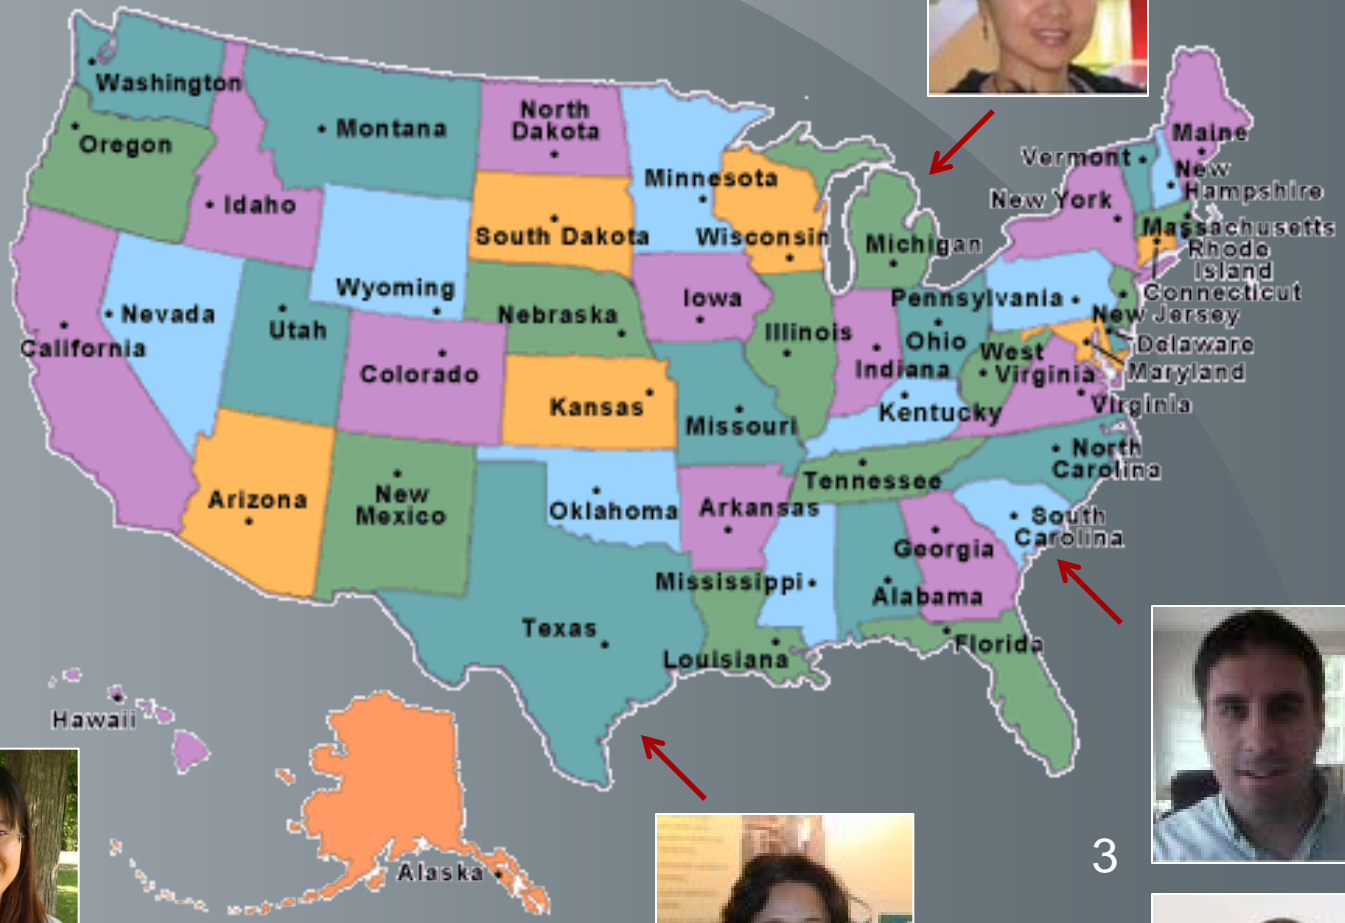 Washington
Oregon
Montana
Idaho
North
Dakota
South Dakota
Minnesota
Wisconsin
Michigan
Wyoming
Nebraska
Iowa
Nevada
Utah
California
Colorado
Kansas
Missouri
Illinois
Indiana
Ohio
Pennsylvania
Maine
Vermont
New
Hampshire
New York
Massachusetts
Rhode
Island
Connecticut
New Jersey
Delaware
Maryland
West
Virginia
Virginia
Kentucky
North
Carolina
Tennessee
Arizona
New
Mexico
Oklahoma
Arkansas
South
Carolina
Georgia
Mississippi
Alabama
Texas
Louisiana
Florida
Hawaii
Alaska
3